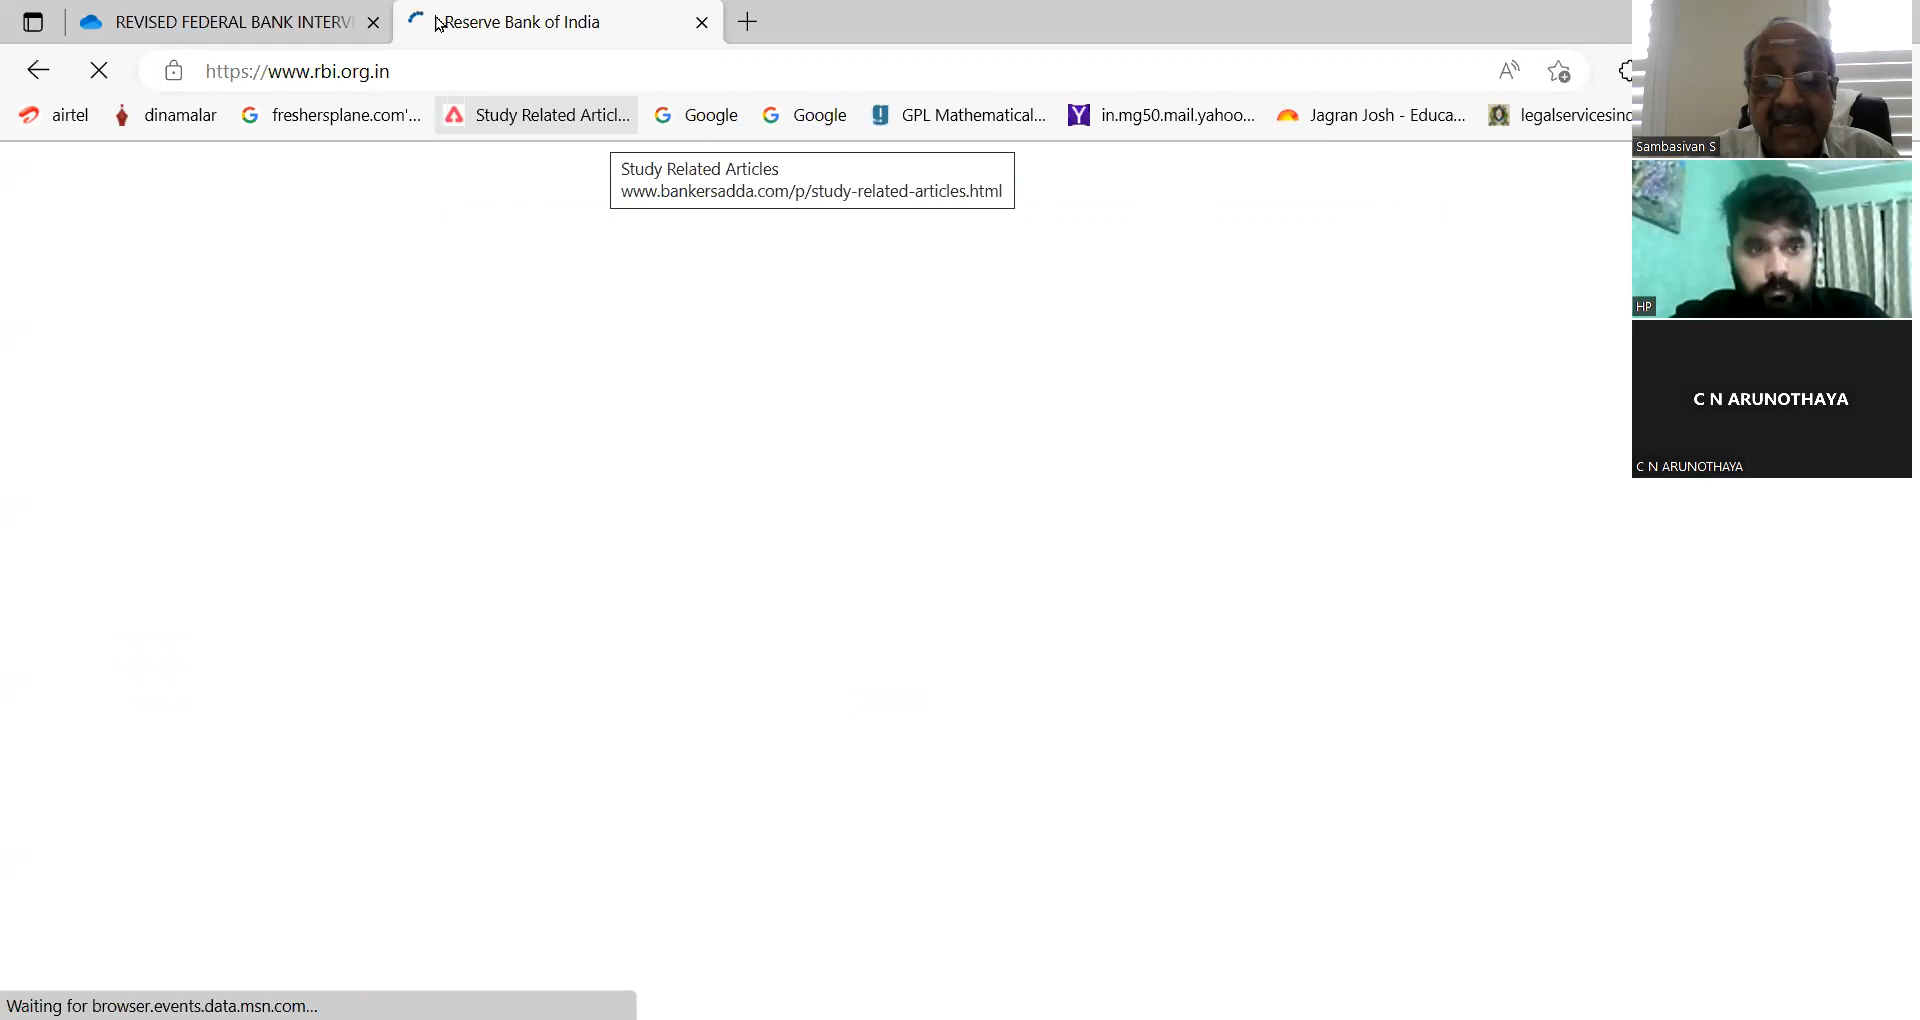 REVISED FEDERAL BANK INTERV
Reserve Bank of India
https://www.rbi.org.in
airtel
dinamalar
freshersplane.com'...
Study Related Articl...
Google
Google
GPL Mathematical...
in.mg50.mail.yahoo...
Jagran Josh - Educa...
legalservicesind
Study Related Articles
www.bankersadda.com/p/study-related-articles.html
Sambasivan S
HP
C N ARUNOTHAYA
C N ARUNOTHAYA
Waiting for browser.events.data.msn.com...